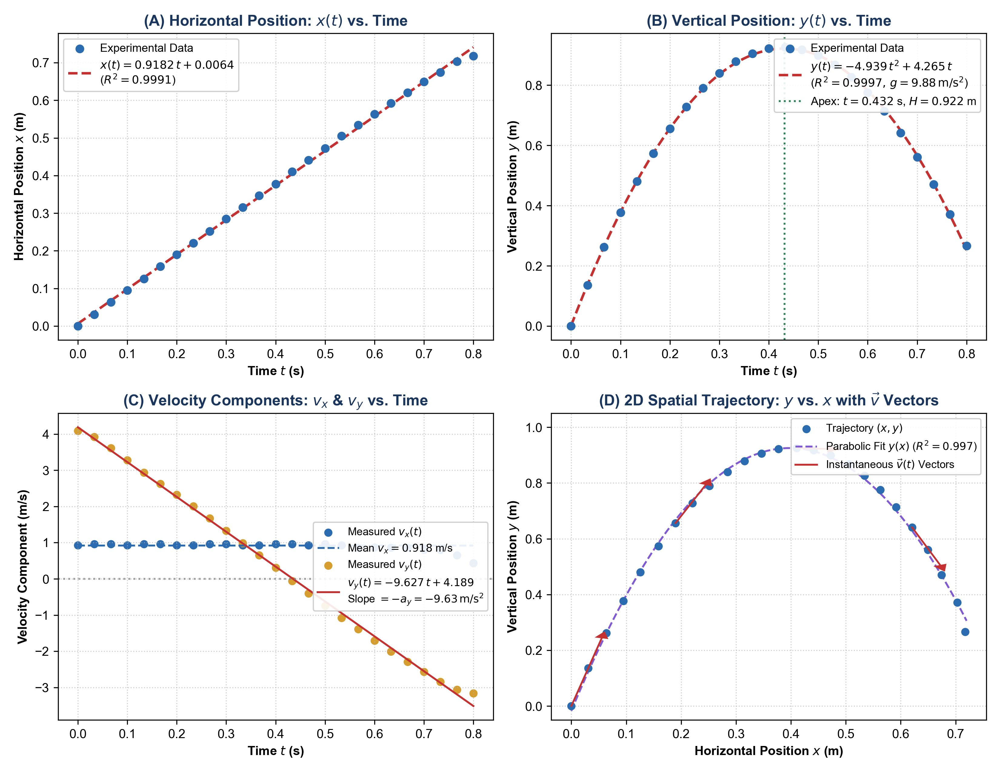 (A) Horizontal Position: x(t) vs. Time
Experimental Data
x(t) = 0.9182 t + 0.0064
(R² = 0.9991)
Horizontal Position x (m)
0.7
0.6
0.5
0.4
0.3
0.2
0.1
0.0
0.0 0.1 0.2 0.3 0.4 0.5 0.6 0.7 0.8
Time t (s)
(B) Vertical Position: y(t) vs. Time
Experimental Data
y(t) = −4.939 t² + 4.265 t
(R² = 0.9997, g = 9.88 m/s²)
Apex: t = 0.432 s, H = 0.922 m
Vertical Position y (m)
0.8
0.6
0.4
0.2
0.0
0.0 0.1 0.2 0.3 0.4 0.5 0.6 0.7 0.8
Time t (s)
(C) Velocity Components: vₓ & v_y vs. Time
Velocity Component (m/s)
4
3
2
1
0
−1
−2
−3
Measured vₓ(t)
Mean vₓ = 0.918 m/s
Measured v_y(t)
v_y(t) = −9.627 t + 4.189
Slope = −a_y = −9.63 m/s²
0.0 0.1 0.2 0.3 0.4 0.5 0.6 0.7 0.8
Time t (s)
(D) 2D Spatial Trajectory: y vs. x with v⃗ Vectors
Trajectory (x, y)
Parabolic Fit y(x) (R² = 0.997)
Instantaneous v⃗(t) Vectors
Vertical Position y (m)
1.0
0.8
0.6
0.4
0.2
0.0
0.0 0.1 0.2 0.3 0.4 0.5 0.6 0.7
Horizontal Position x (m)